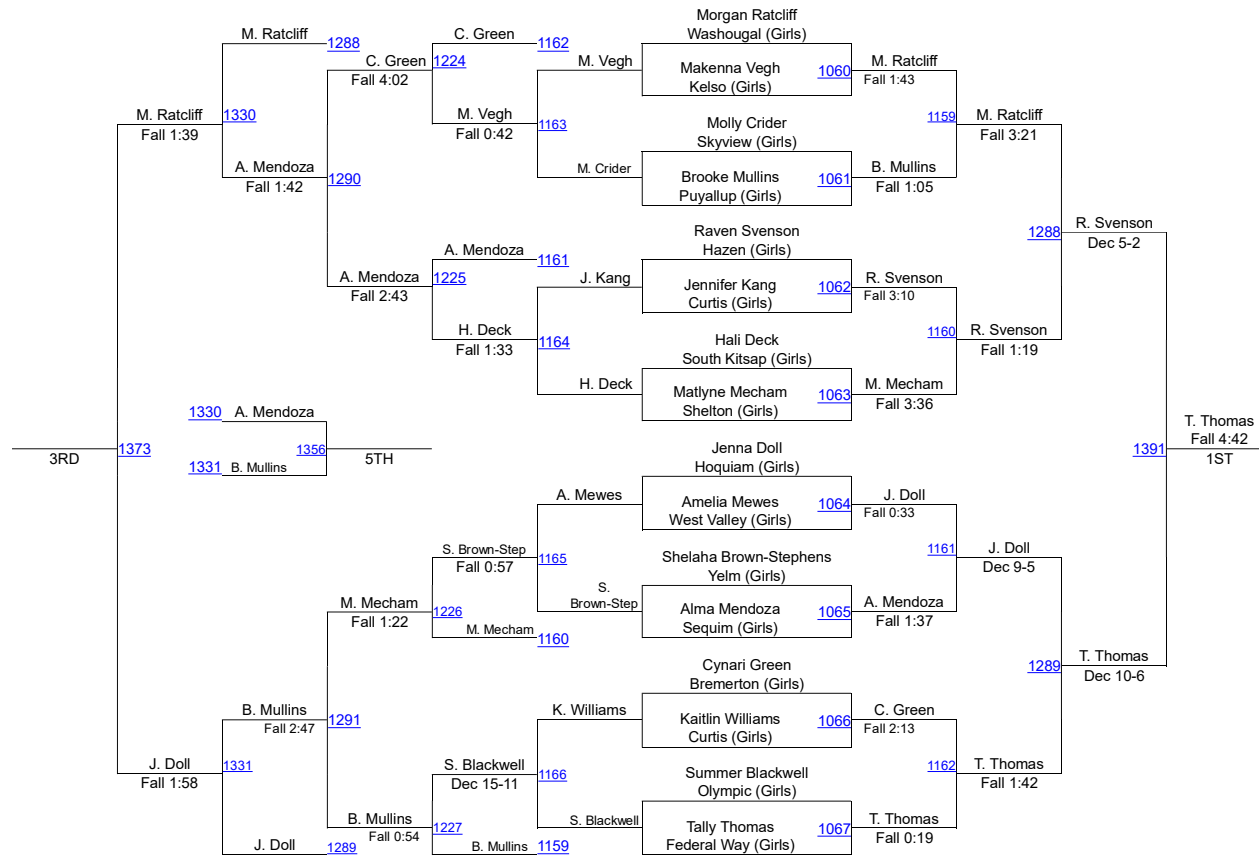 Morgan Ratcliff
M. Ratcliff C. Green Washougal (Girls)
1288 1162
C. Green 1224 M. Vegh Makenna Vegh 1060 M. Ratcliff
Fall 4:02 Kelso (Girls) Fall 1:43
M. Ratcliff 1330 M. Vegh 1163 Molly Crider 1159 M. Ratcliff
Fall 1:39 Fall 0:42 Skyview (Girls) Fall 3:21
A. Mendoza 1290 M. Crider Brooke Mullins 1061 B. Mullins
Fall 1:42 Puyallup (Girls) Fall 1:05
Raven Svenson 1288 R. Svenson
A. Mendoza 1161 Hazen (Girls) Dec 5-2
A. Mendoza 1225 J. Kang Jennifer Kang 1062 R. Svenson
Fall 2:43 Curtis (Girls) Fall 3:10
H. Deck 1164 Hali Deck 1160 R. Svenson
Fall 1:33 South Kitsap (Girls) Fall 1:19
H. Deck Matlyne Mecham 1063 M. Mecham
Shelton (Girls) Fall 3:36
1330 A. Mendoza
T. Thomas
1373 1356 Jenna Doll 1391 Fall 4:42
3RD 5TH Hoquiam (Girls) 1ST
1331 B. Mullins
A. Mewes Amelia Mewes 1064 J. Doll
West Valley (Girls) Fall 0:33
S. Brown-Step 1165 Shelaha Brown-Stephens 1161 J. Doll
Fall 0:57 Yelm (Girls) Dec 9-5
S.
Brown-Step
M. Mecham 1226 Alma Mendoza 1065 A. Mendoza
Fall 1:22 Sequim (Girls) Fall 1:37
M. Mecham 1160
Cynari Green 1289 T. Thomas
Bremerton (Girls) Dec 10-6
B. Mullins 1291 K. Williams Kaitlin Williams 1066 C. Green
Fall 2:47 Curtis (Girls) Fall 2:13
J. Doll 1331 S. Blackwell 1166 Summer Blackwell 1162 T. Thomas
Fall 1:58 Dec 15-11 Olympic (Girls) Fall 1:42
B. Mullins 1227 S. Blackwell Tally Thomas 1067 T. Thomas
Fall 0:54 Federal Way (Girls) Fall 0:19
J. Doll 1289 B. Mullins 1159